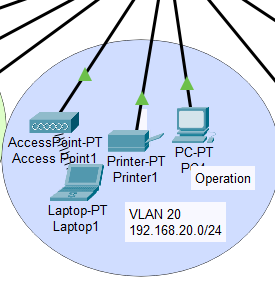 AccessPoint-PT
Access Point1
Printer-PT
Printer1
PC-PT
Operation
Laptop-PT
Laptop1
VLAN 20
192.168.20.0/24